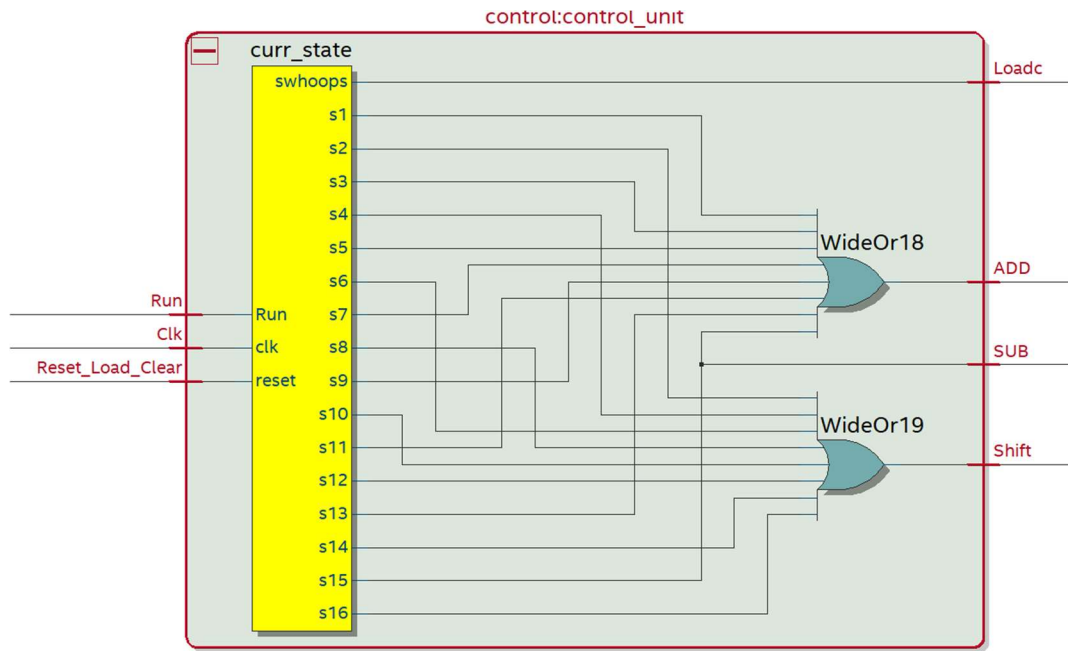 control:control_unit
curr_state
swhoops
Loadc
s1
s2
s3
s4
WideOr18
s5
s6
ADD
Run
Run
s7
Clk
clk
s8
SUB
Reset_Load_Clear
reset
s9
s10
WideOr19
s11
Shift
s12
s13
s14
s15
s16